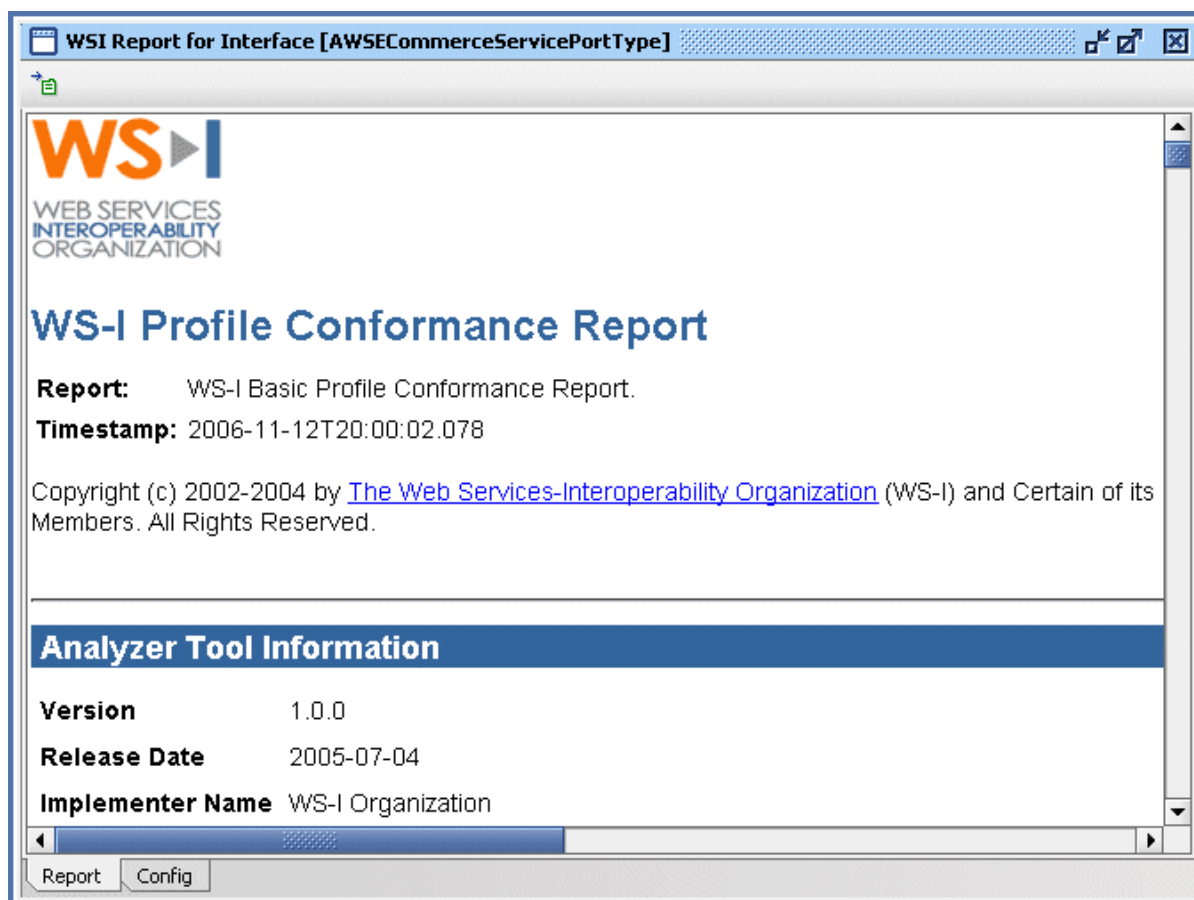 WSI Report for Interface [AWSECommerceServicePortType]
WS I
WEB SERVICES
INTEROPERABILITY
ORGANIZATION
WS-I Profile Conformance Report
Report: WS-I Basic Profile Conformance Report.
Timestamp: 2006-11-12T20:00:02.078
Copyright (c) 2002-2004 by The Web Services-Interoperability Organization (WS-I) and Certain of its
Members. All Rights Reserved.
Analyzer Tool Information
Version 1.0.0
Release Date 2005-07-04
Implementer Name WS-I Organization
Report Config